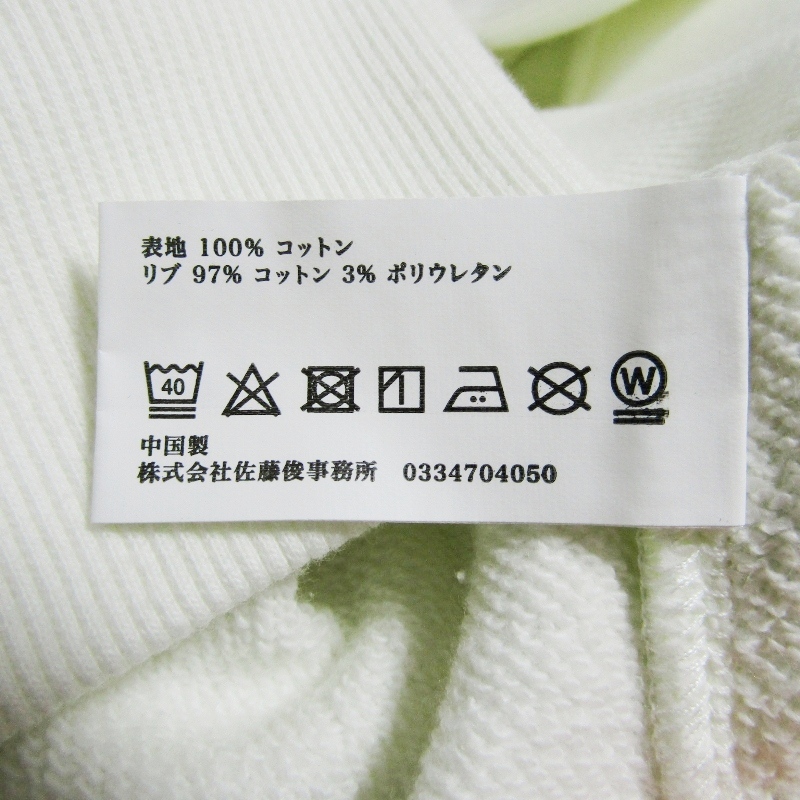 表地 100% コットン
リブ 97% コットン 3% ポリウレタン
40 W
中国製
株式会社佐藤俊事務所 0334704050